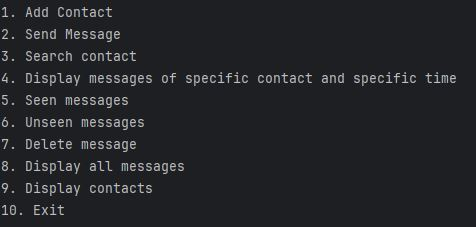 1. Add Contact
2. Send Message
3. Search contact
4. Display messages of specific contact and specific time
5. Seen messages
6. Unseen messages
7. Delete message
8. Display all messages
9. Display contacts
10. Exit